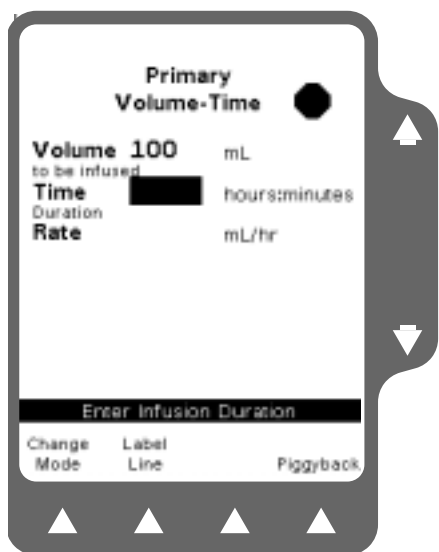 Primary
Volume-Time
Volume 100 mL
to be infused
Time hours:minutes
Duration
Rate mL/hr
Enter Infusion Duration
Change Label
Mode Line Piggyback